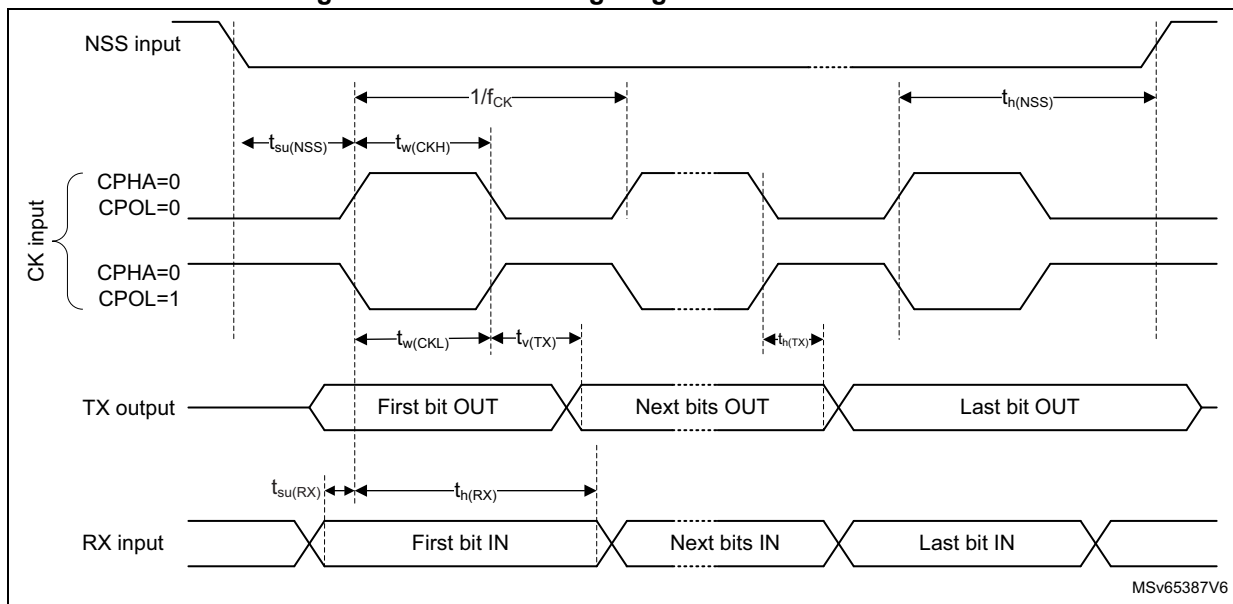 NSS input
1/fCK
th(NSS)
tsu(NSS)
tw(CKH)
CK input
CPHA=0
CPOL=0
CPHA=0
CPOL=1
tw(CKL)
tv(TX)
th(TX)
TX output
First bit OUT
Next bits OUT
Last bit OUT
tsu(RX)
th(RX)
RX input
First bit IN
Next bits IN
Last bit IN
MSv65387V6